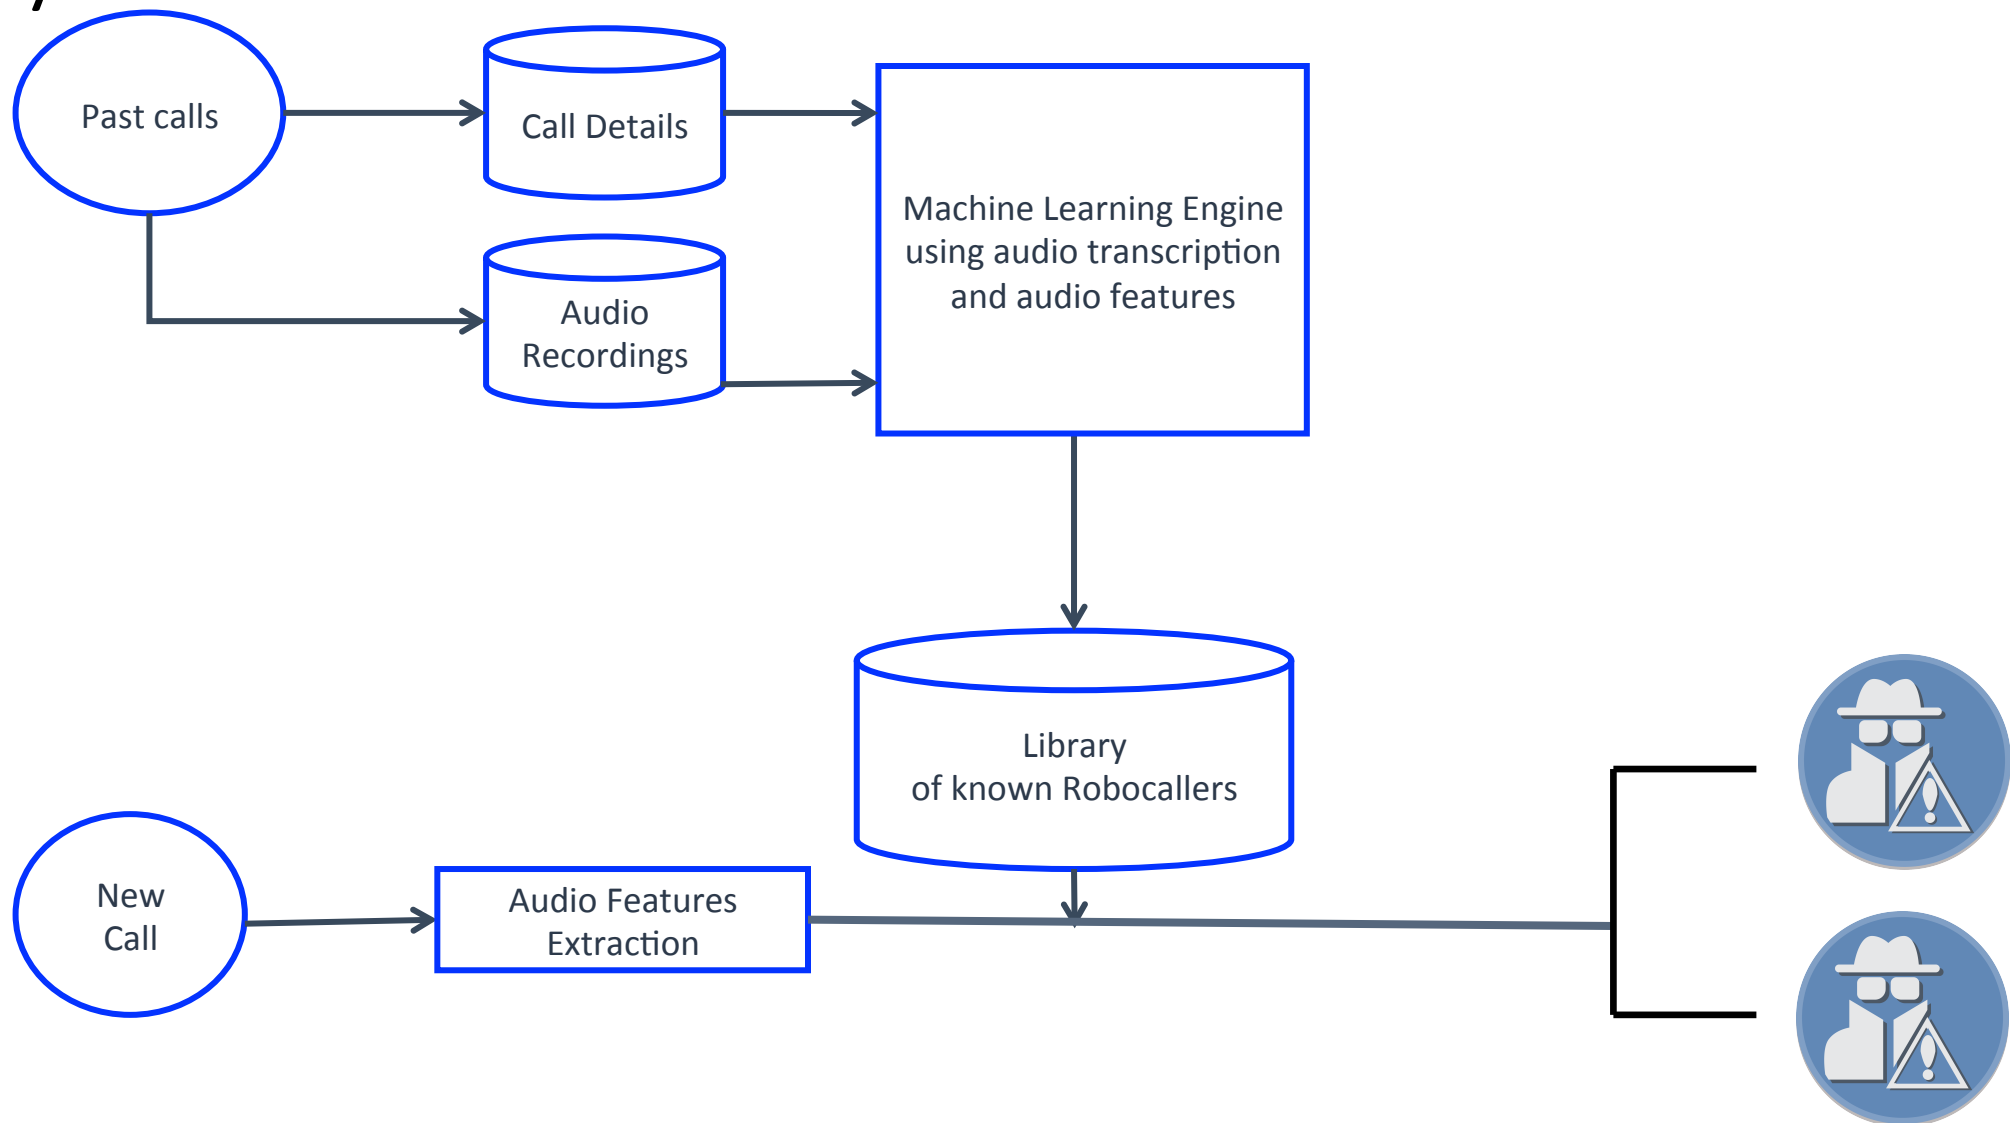 Past calls
Call Details
Machine Learning Engine
using audio transcription
and audio features
Audio
Recordings
Library
of known Robocallers
New
Call
Audio Features
Extraction